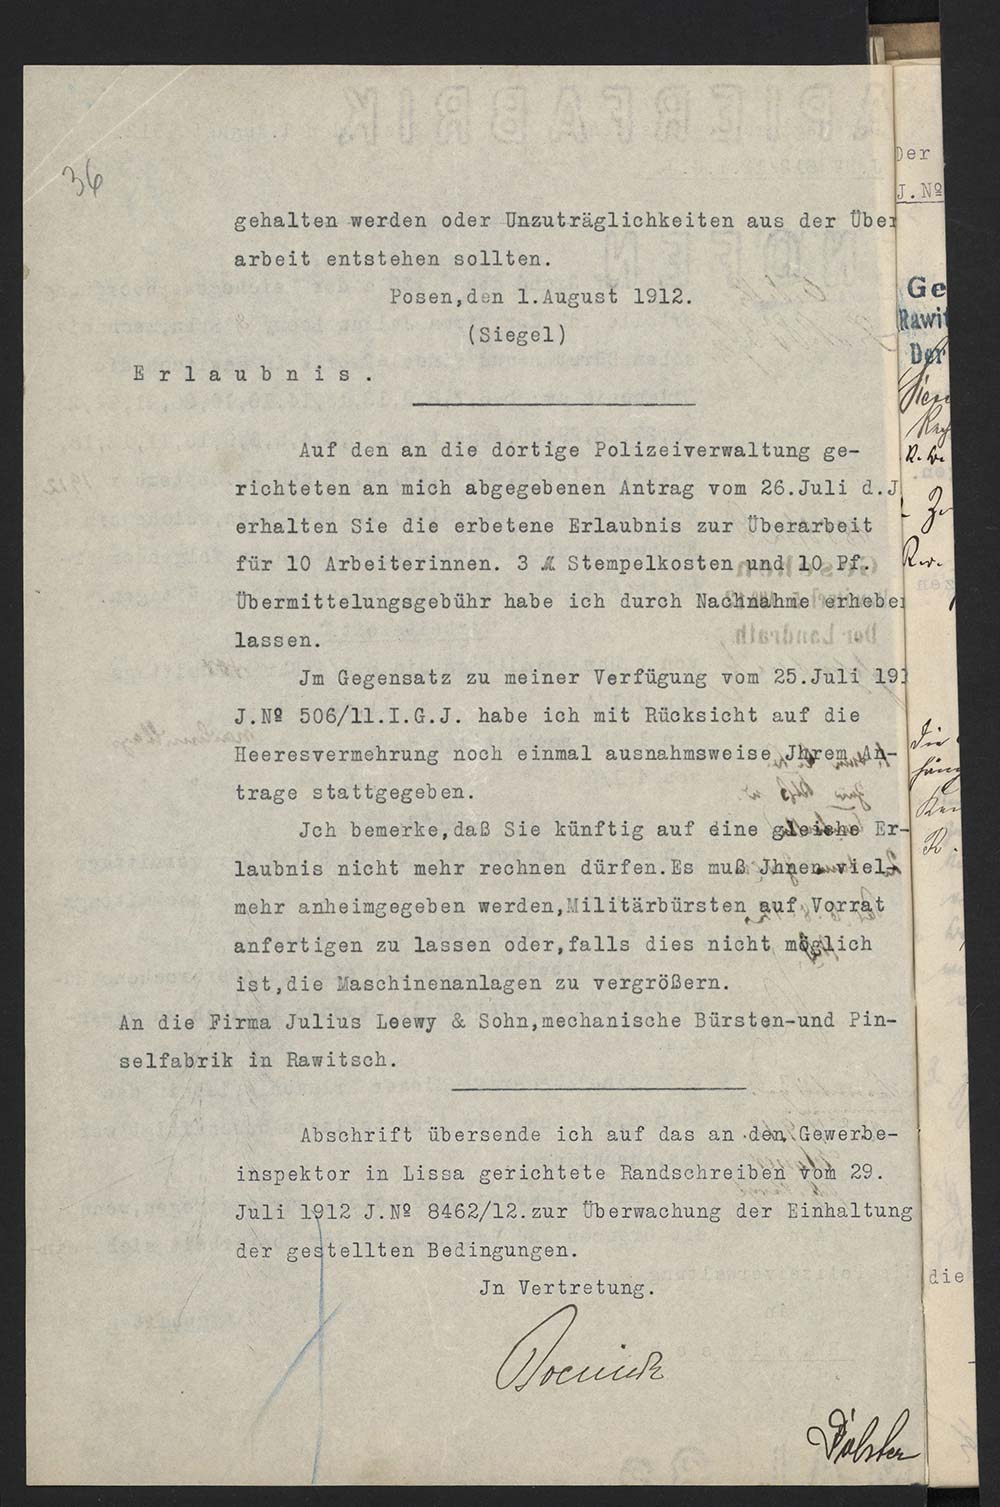 36
gehalten werden oder Unzuträglichkeiten aus der Über
arbeit entstehen sollten.
Posen,den 1.August 1912.
(Siegel)
Erlaubnis.
Auf den an die dortige Polizeiverwaltung ge-
richteten an mich abgegebenen Antrag vom 26.Juli d.J
erhalten Sie die erbetene Erlaubnis zur Überarbeit
für 10 Arbeiterinnen. 3 M Stempelkosten und 10 Pf.
Übermittelungsgebühr habe ich durch Nachnahme erheben
lassen.
Jm Gegensatz zu meiner Verfügung vom 25.Juli 191
J.№ 506/11.I.G.J. habe ich mit Rücksicht auf die
Heeresvermehrung noch einmal ausnahmsweise Jhrem An-
trage stattgegeben.
Jch bemerke,daß Sie künftig auf eine gleiche Er-
laubnis nicht mehr rechnen dürfen.Es muß Jhnen viel-
mehr anheimgegeben werden,Militärbürsten auf Vorrat
anfertigen zu lassen oder,falls dies nicht möglich
ist,die Maschinenanlagen zu vergrößern.
An die Firma Julius Loewy & Sohn,mechanische Bürsten-und Pin-
selfabrik in Rawitsch.
Abschrift übersende ich auf das an den Gewerbe-
inspektor in Lissa gerichtete Randschreiben vom 29.
Juli 1912 J.№ 8462/12.zur Überwachung der Einhaltung
der gestellten Bedingungen.
Jn Vertretung.
Der
J.№
Ge
Rawit
Der
die